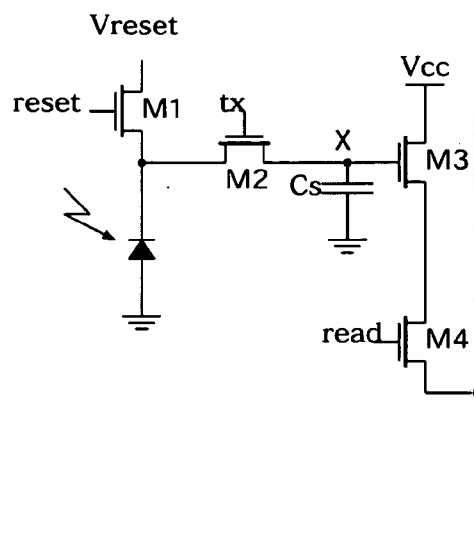 Vreset
Vcc
reset
M1
tx
X
M3
M2
Cs
read
M4